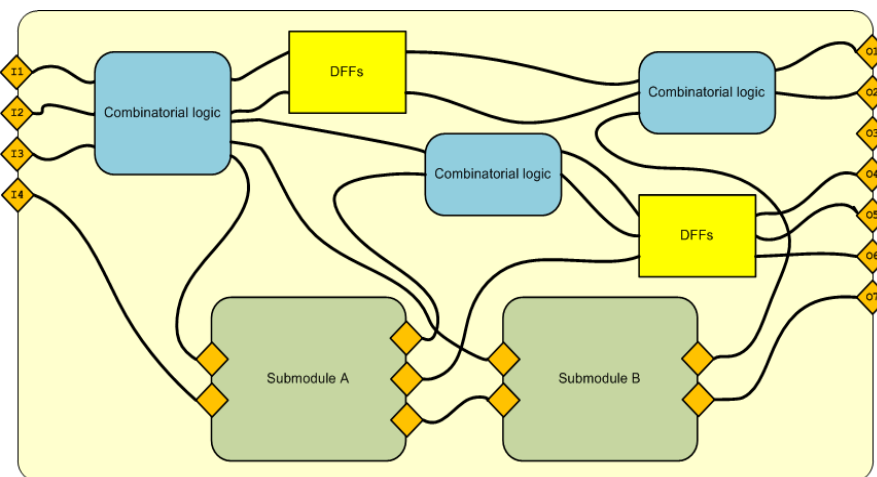 I1
I2
I3
I4
Combinatorial logic
DFFs
Combinatorial logic
Combinatorial logic
DFFs
Submodule A
Submodule B
O1
O2
O3
O4
O5
O6
O7